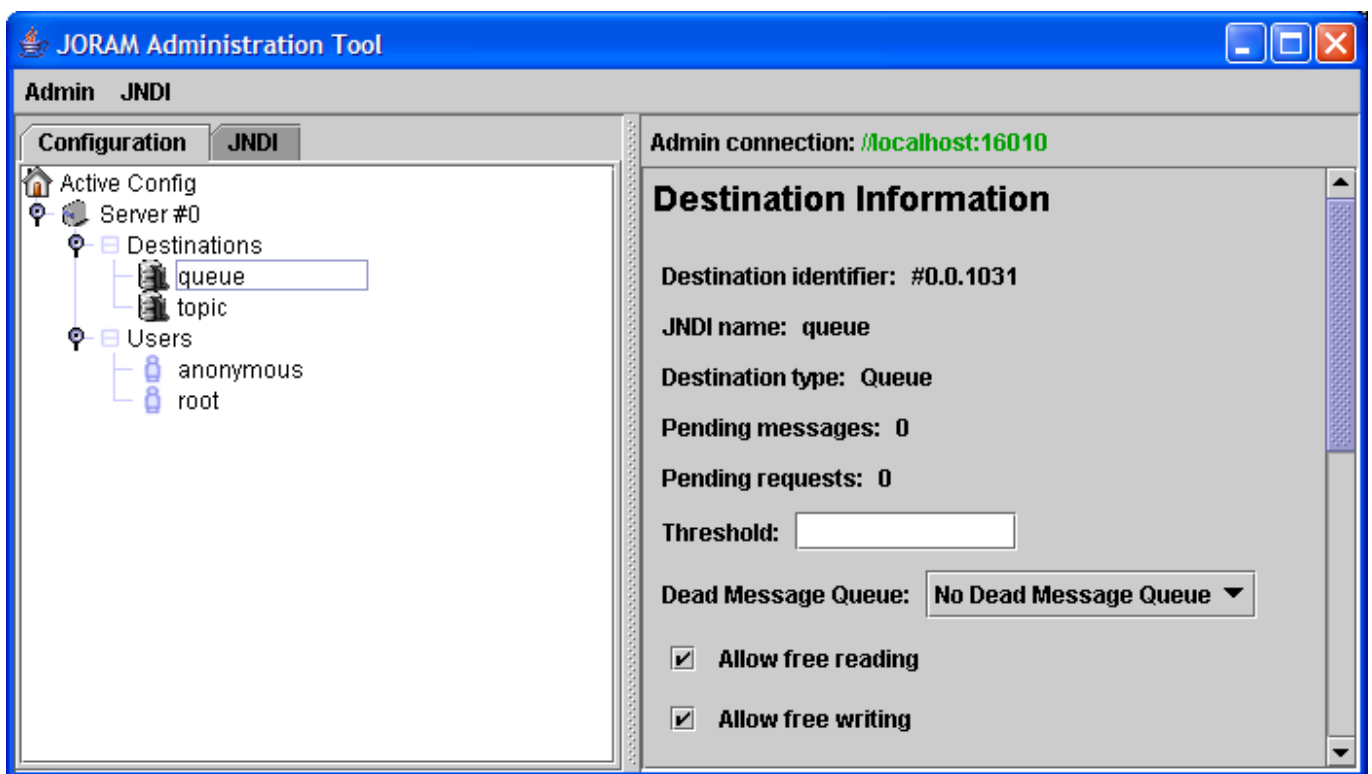 JORAM Administration Tool
Admin JNDI
Configuration JNDI
Active Config
Server #0
Destinations
queue
topic
Users
anonymous
root
Admin connection: //localhost:16010
Destination Information
Destination identifier: #0.0.1031
JNDI name: queue
Destination type: Queue
Pending messages: 0
Pending requests: 0
Threshold:
Dead Message Queue: No Dead Message Queue
Allow free reading
Allow free writing